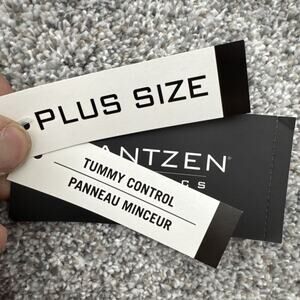 PLUS SIZE
ANTZEN®
TUMMY CONTROL
PANNEAU MINCEUR